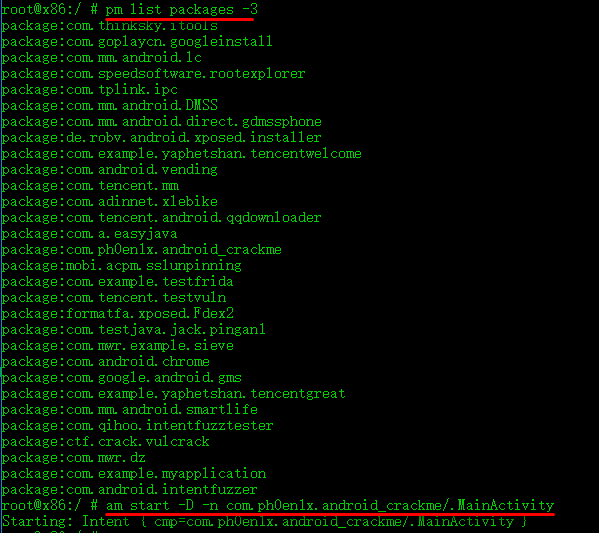 root@x86:/ # pm list packages -3
package:com.thinksky.itools
package:com.goplaycn.googleinstall
package:com.mm.android.lc
package:com.speedsoftware.rootexplorer
package:com.tplink.ipc
package:com.mm.android.DMSS
package:com.mm.android.direct.gdmssphone
package:de.robv.android.xposed.installer
package:com.example.yaphetshan.tencentwelcome
package:com.android.vending
package:com.tencent.mm
package:com.adinnet.xlebike
package:com.tencent.android.qqdownloader
package:com.a.easyjava
package:com.ph0en1x.android_crackme
package:mobi.acpm.sslunpinning
package:com.example.testfrida
package:com.tencent.testvuln
package:formatfa.xposed.Fdex2
package:com.testjava.jack.pingan1
package:com.mwr.example.sieve
package:com.android.chrome
package:com.google.android.gms
package:com.example.yaphetshan.tencentgreat
package:com.mm.android.smartlife
package:com.qihoo.intentfuzztester
package:ctf.crack.vulcrack
package:com.mwr.dz
package:com.example.myapplication
package:com.android.intentfuzzer
root@x86:/ # am start -D -n com.ph0en1x.android_crackme/.MainActivity
Starting: Intent { cmp=com.ph0en1x.android_crackme/.MainActivity }
root@x86:/ #